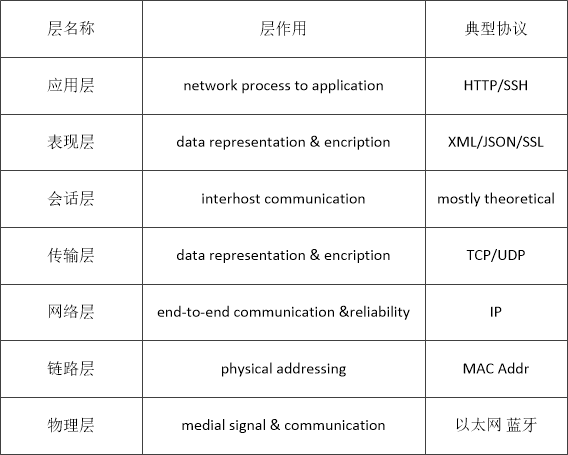 层名称 层作用 典型协议
应用层 network process to application HTTP/SSH
表现层 data representation & encription XML/JSON/SSL
会话层 interhost communication mostly theoretical
传输层 data representation & encription TCP/UDP
网络层 end-to-end communication &reliability IP
链路层 physical addressing MAC Addr
物理层 medial signal & communication 以太网 蓝牙